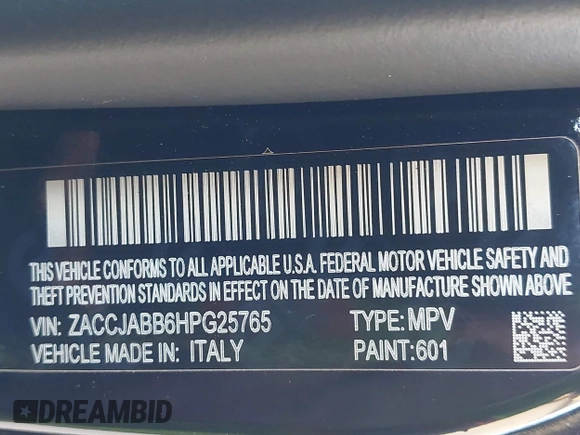 THIS VEHICLE CONFORMS TO ALL APPLICABLE U.S.A. FEDERAL MOTOR VEHICLE SAFETY AND
THEFT PREVENTION STANDARDS IN EFFECT ON THE DATE OF MANUFACTURE SHOWN ABOVE
VIN: ZACCJABB6HPG25765 TYPE: MPV
VEHICLE MADE IN: ITALY PAINT:601
DREAMBID